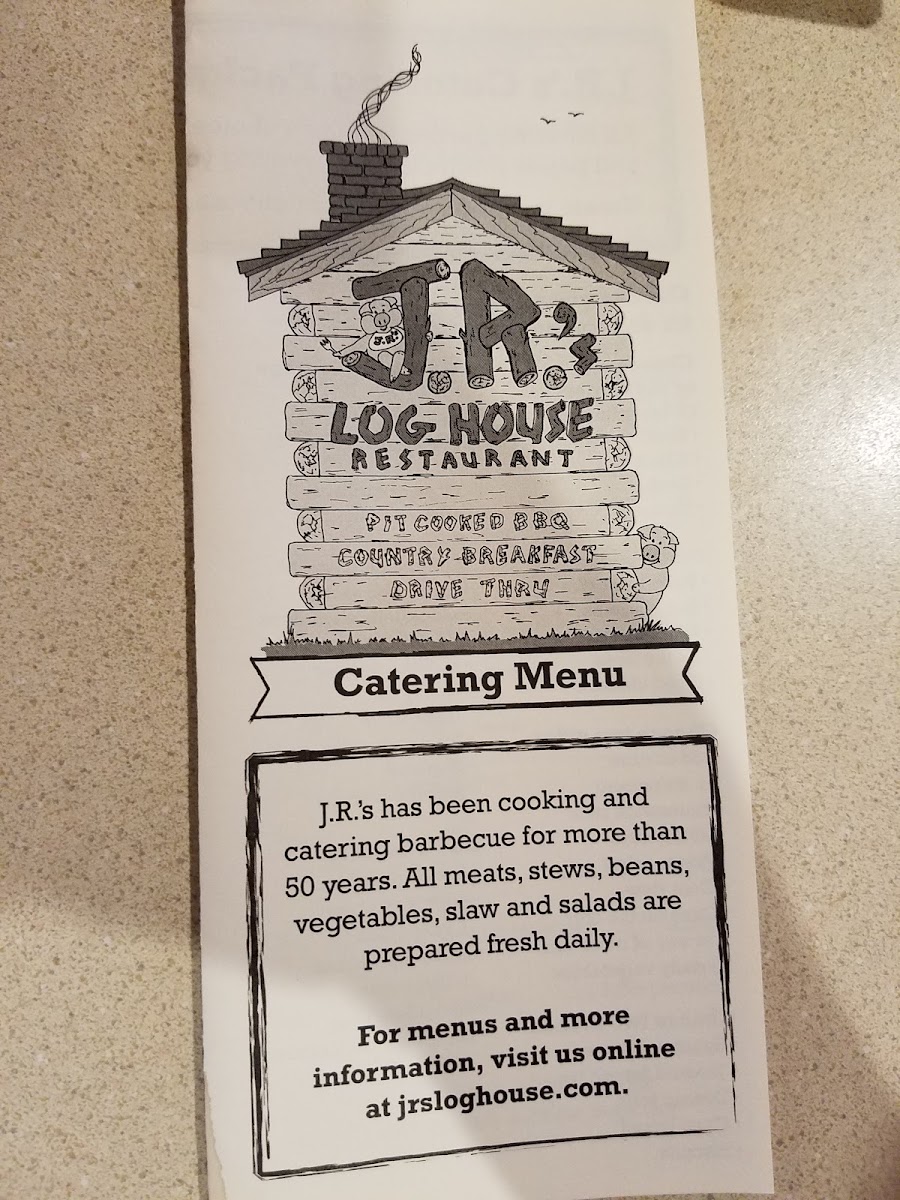 J.R.'s
J.R.'s
LOG HOUSE
RESTAURANT
PIT COOKED BBQ
COUNTRY BREAKFAST
DRIVE THRU
Catering Menu
J.R.'s has been cooking and
catering barbecue for more than
50 years. All meats, stews, beans,
vegetables, slaw and salads are
prepared fresh daily.
For menus and more
information, visit us online
at jrsloghouse.com.